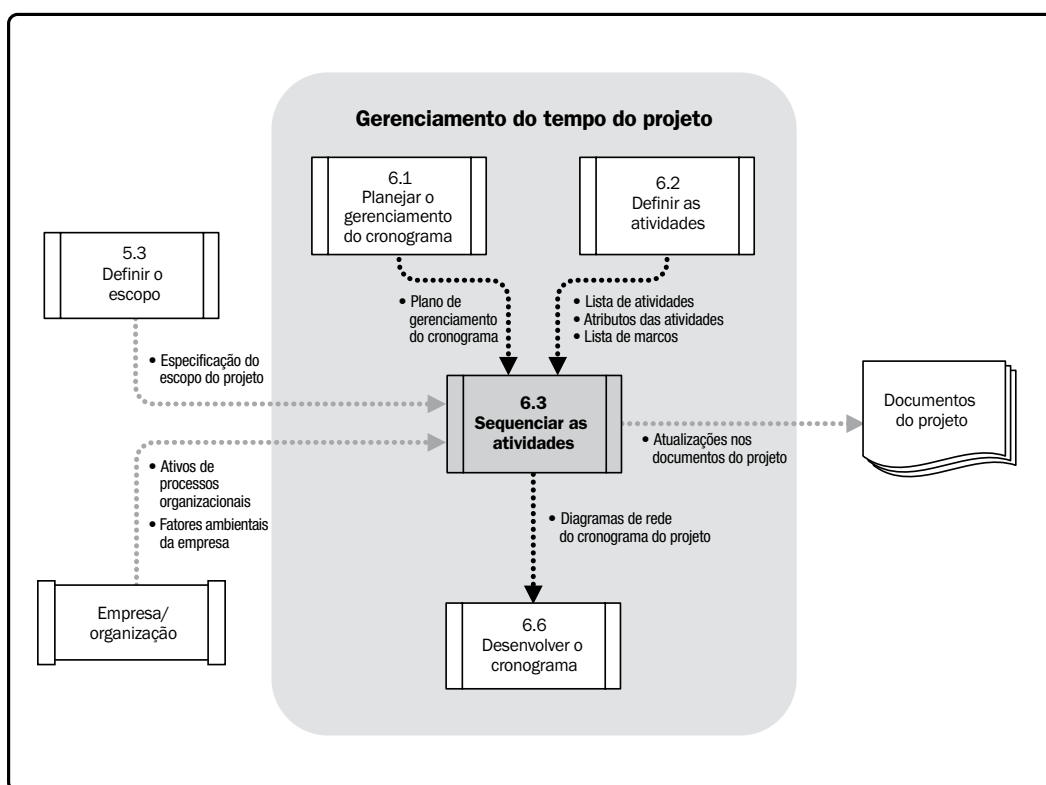 Gerenciamento do tempo do projeto
6.1
Planejar o
gerenciamento
do cronograma
6.2
Definir as
atividades
5.3
Definir o
escopo
• Plano de
gerenciamento
do cronograma
• Lista de atividades
• Atributos das atividades
• Lista de marcos
• Especificação do
escopo do projeto
6.3
Sequenciar as
atividades
Documentos
do projeto
• Atualizações nos
documentos do projeto
• Ativos de
processos
organizacionais
• Fatores ambientais
da empresa
• Diagramas de rede
do cronograma do projeto
Empresa/
organização
6.6
Desenvolver o
cronograma